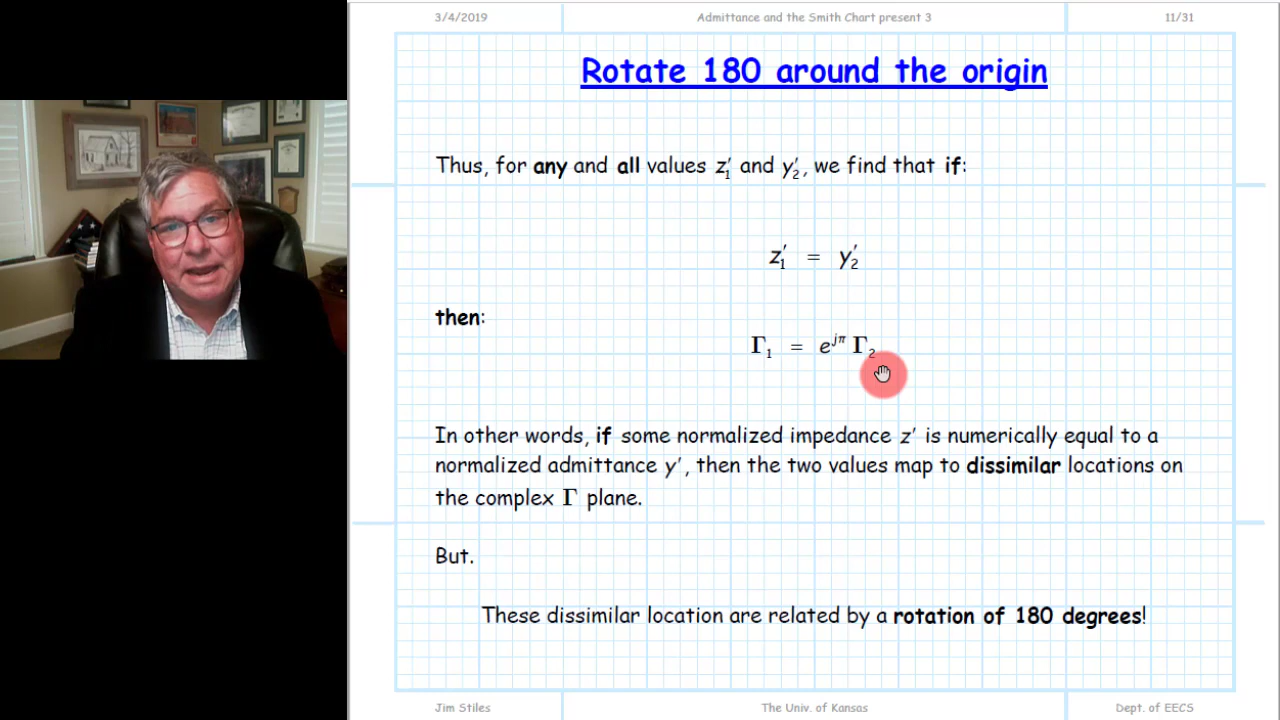 3/4/2019
Admittance and the Smith Chart present 3
11/31
Rotate 180 around the origin
Thus, for any and all values z₁′ and y₂′, we find that if:
z₁′ = y₂′
then:
Γ₁ = e^{jπ} Γ₂
In other words, if some normalized impedance z′ is numerically equal to a
normalized admittance y′, then the two values map to dissimilar locations on
the complex Γ plane.
But.
These dissimilar location are related by a rotation of 180 degrees!
Jim Stiles
The Univ. of Kansas
Dept. of EECS